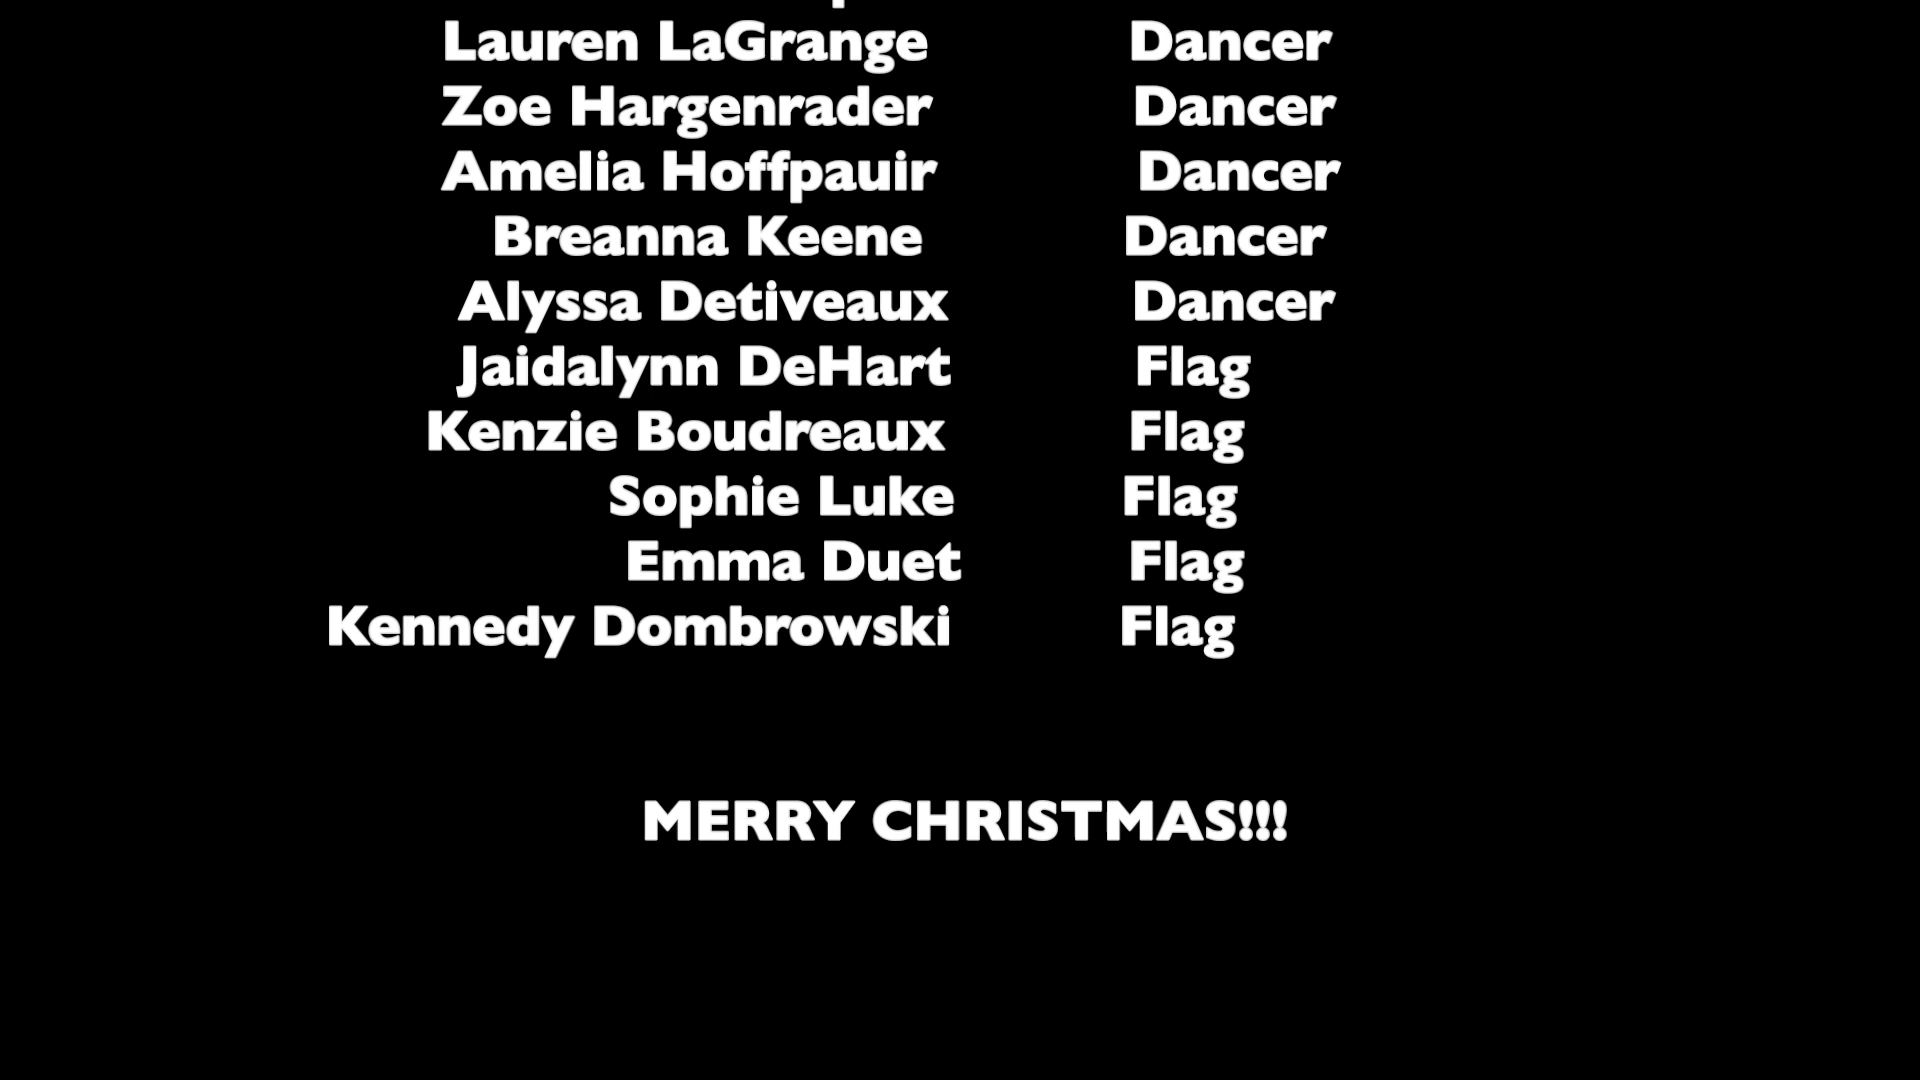 Lauren LaGrange Dancer
Zoe Hargenrader Dancer
Amelia Hoffpauir Dancer
Breanna Keene Dancer
Alyssa Detiveaux Dancer
Jaidalynn DeHart Flag
Kenzie Boudreaux Flag
Sophie Luke Flag
Emma Duet Flag
Kennedy Dombrowski Flag
MERRY CHRISTMAS!!!